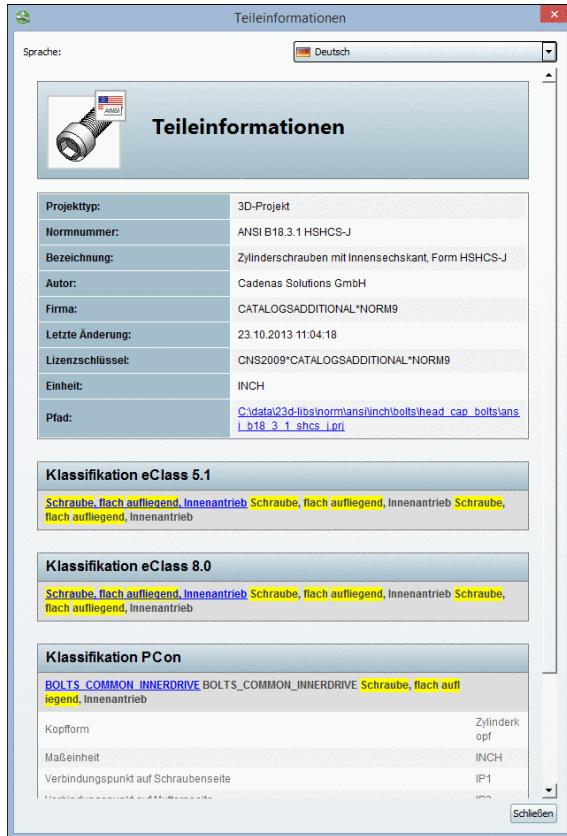 Teileinformationen
Sprache:
Deutsch
ANSI
Teileinformationen
Projekttyp: 3D-Projekt
Normnummer: ANSI B18.3.1 HSHCS-J
Bezeichnung: Zylinderschrauben mit Innensechskant, Form HSHCS-J
Autor: Cadenas Solutions GmbH
Firma: CATALOGSADDITIONAL*NORM9
Letzte Änderung: 23.10.2013 11:04:18
Lizenzschlüssel: CNS2009*CATALOGSADDITIONAL*NORM9
Einheit: INCH
Pfad: C:\data\23d-libs\norm\ansi\inch\bolts\head_cap_bolts\ans
i_b18_3_1_shcs_j.prj
Klassifikation eClass 5.1
Schraube, flach aufliegend, Innenantrieb Schraube, flach aufliegend, Innenantrieb Schraube,
flach aufliegend, Innenantrieb
Klassifikation eClass 8.0
Schraube, flach aufliegend, Innenantrieb Schraube, flach aufliegend, Innenantrieb Schraube,
flach aufliegend, Innenantrieb
Klassifikation PCon
BOLTS_COMMON_INNERDRIVE BOLTS_COMMON_INNERDRIVE Schraube, flach aufl
iegend, Innenantrieb
Kopfform Zylinderk
opf
Maßeinheit INCH
Verbindungspunkt auf Schraubenseite IP1
Schließen